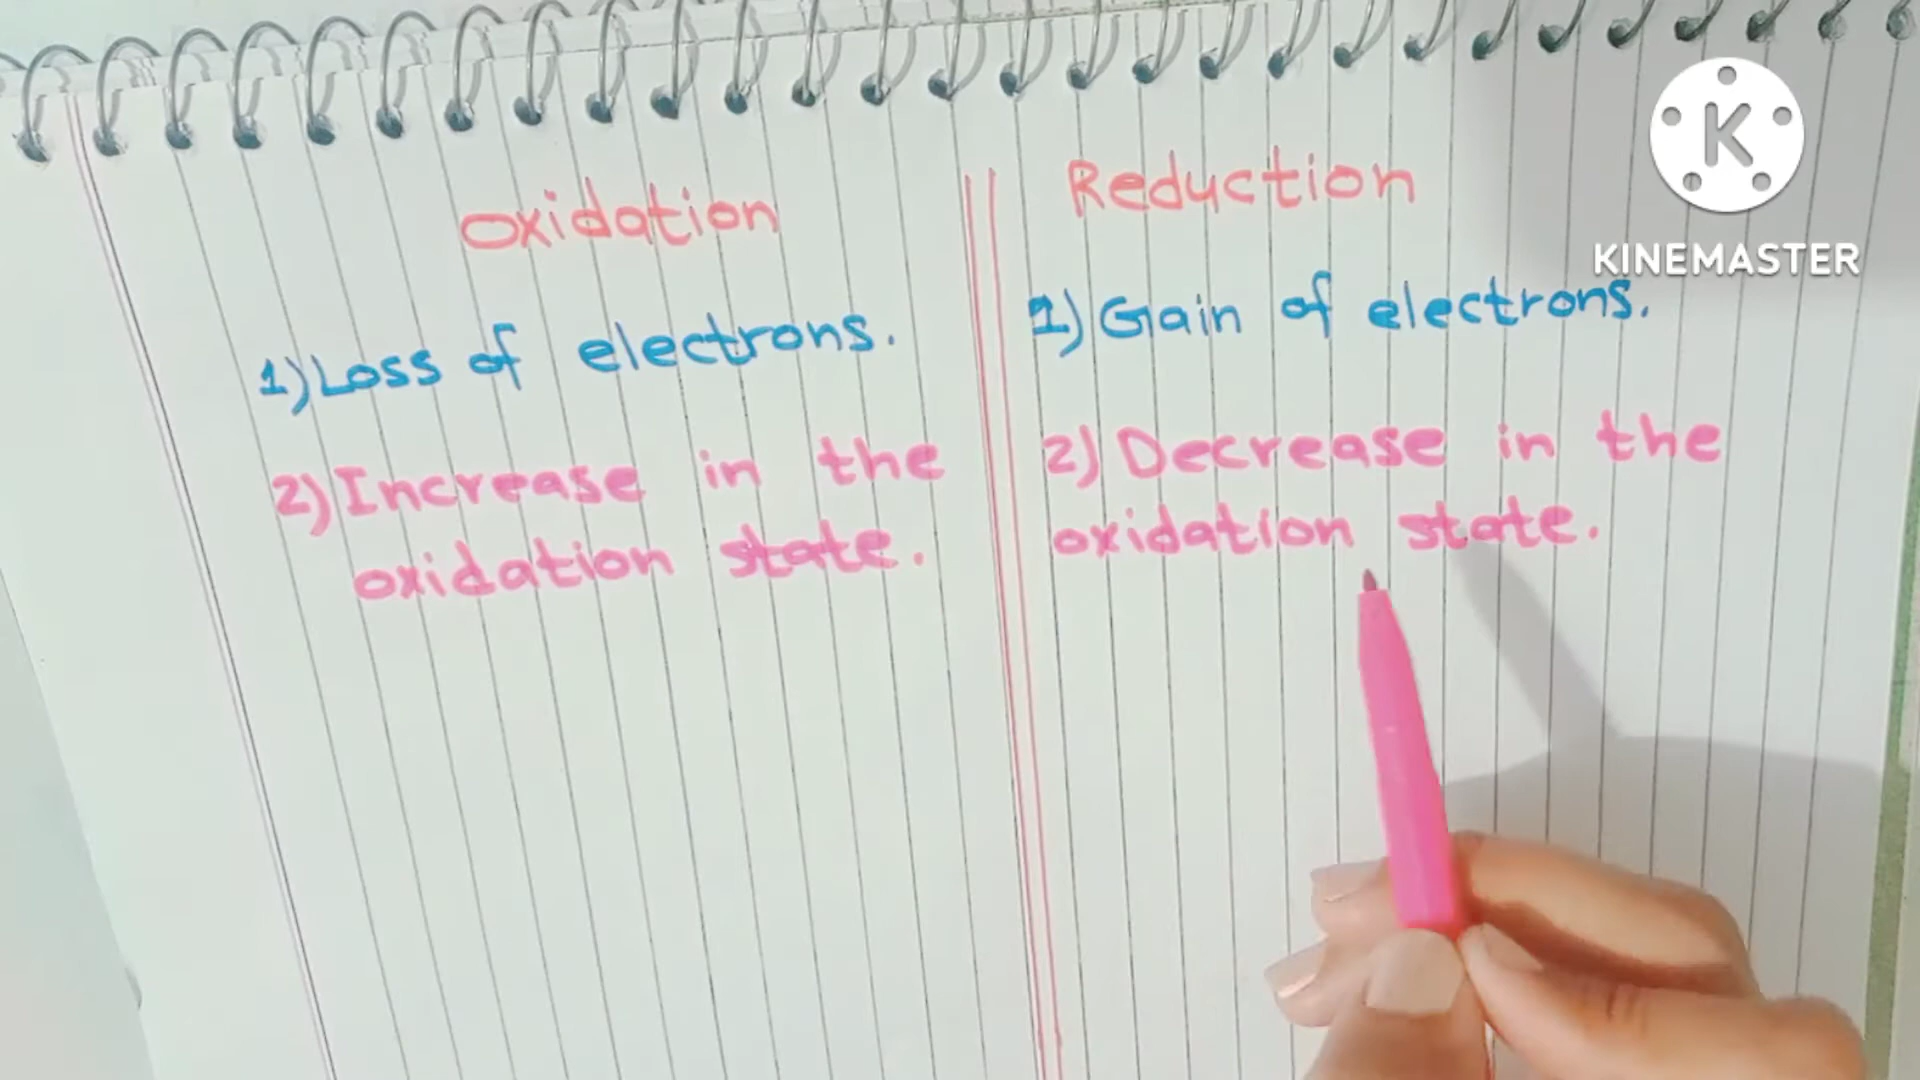 oxidation
1) Loss of electrons.
2) Increase in the
oxidation state.
Reduction
1) Gain of electrons.
2) Decrease in the
oxidation state.
K
KINEMASTER